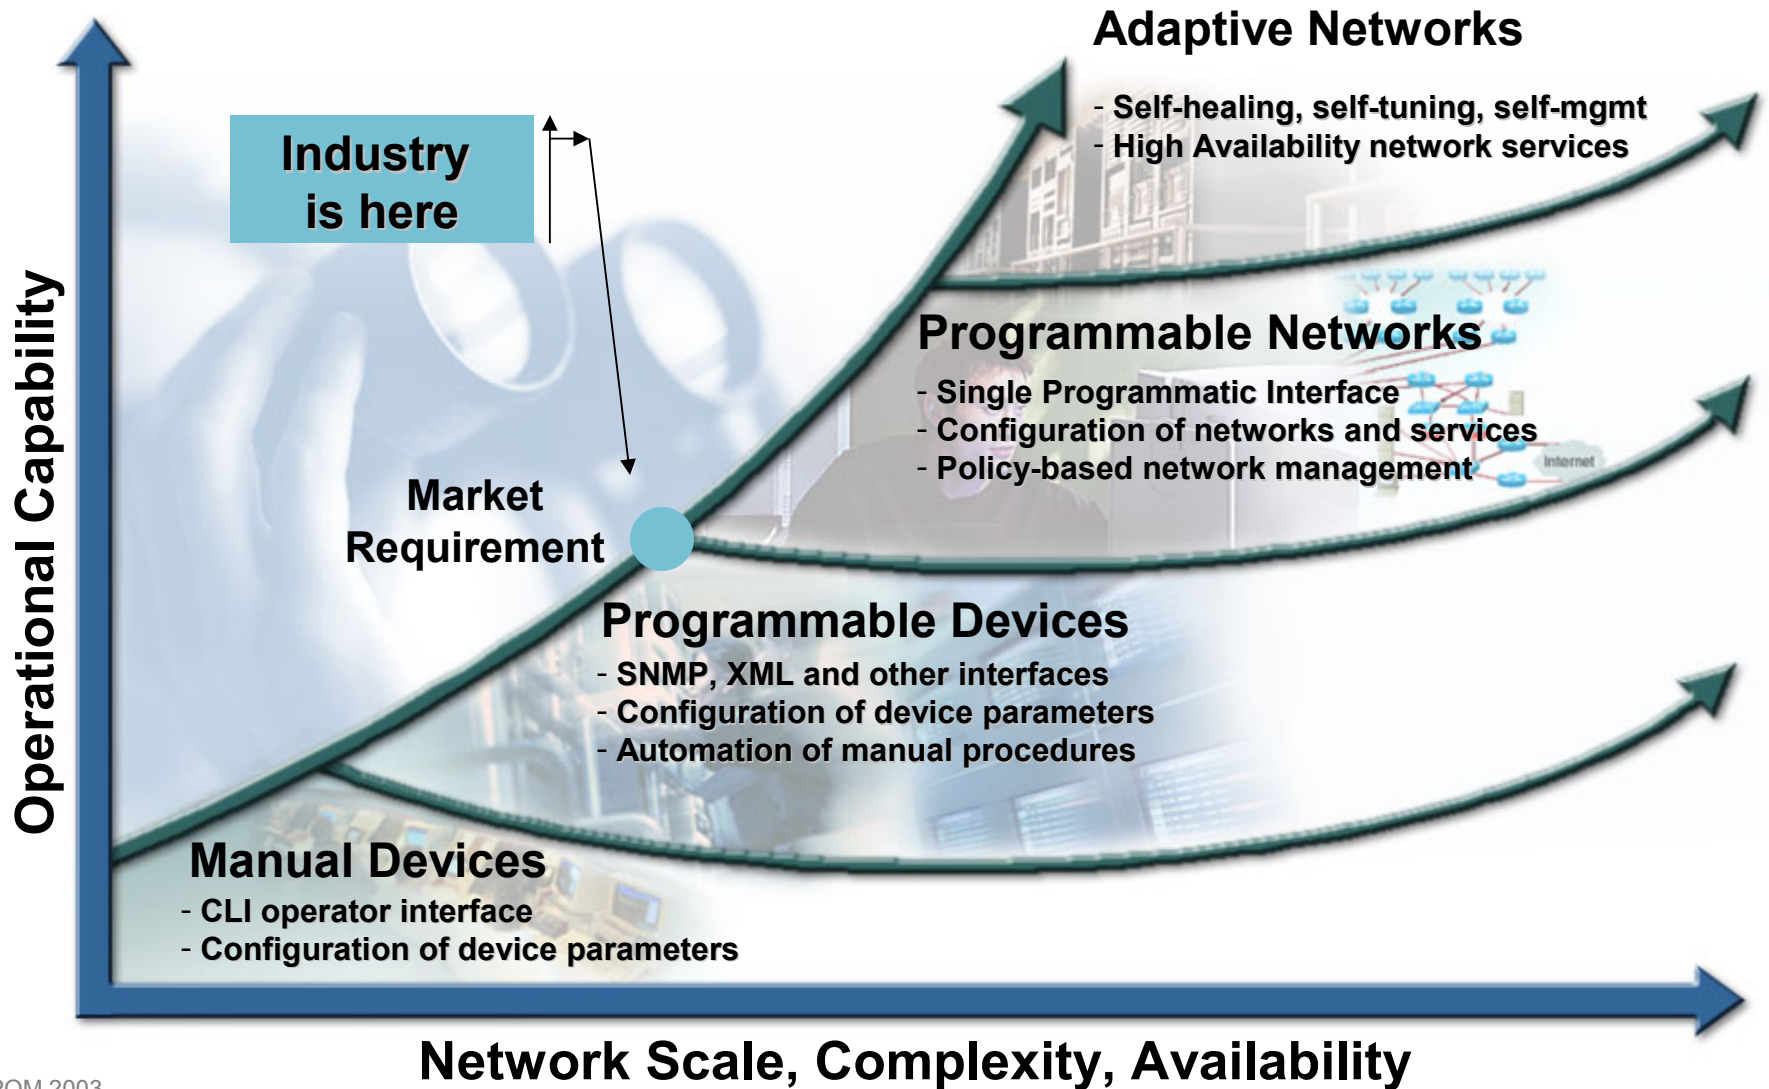 Adaptive Networks
- Self-healing, self-tuning, self-mgmt
- High Availability network services
Industry
is here
Programmable Networks
- Single Programmatic Interface
- Configuration of networks and services
- Policy-based network management
Internet
Market
Requirement
Programmable Devices
- SNMP, XML and other interfaces
- Configuration of device parameters
- Automation of manual procedures
Manual Devices
- CLI operator interface
- Configuration of device parameters
Operational Capability
Network Scale, Complexity, Availability
2003